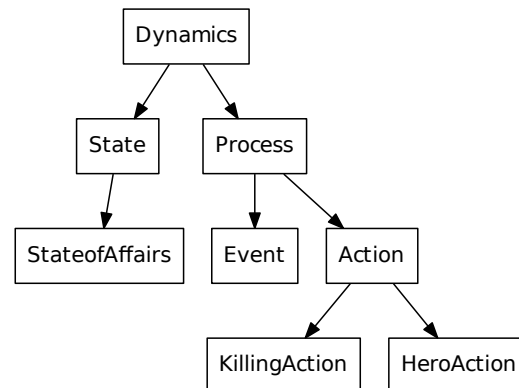 Dynamics
State
Process
StateofAffairs
Event
Action
KillingAction
HeroAction